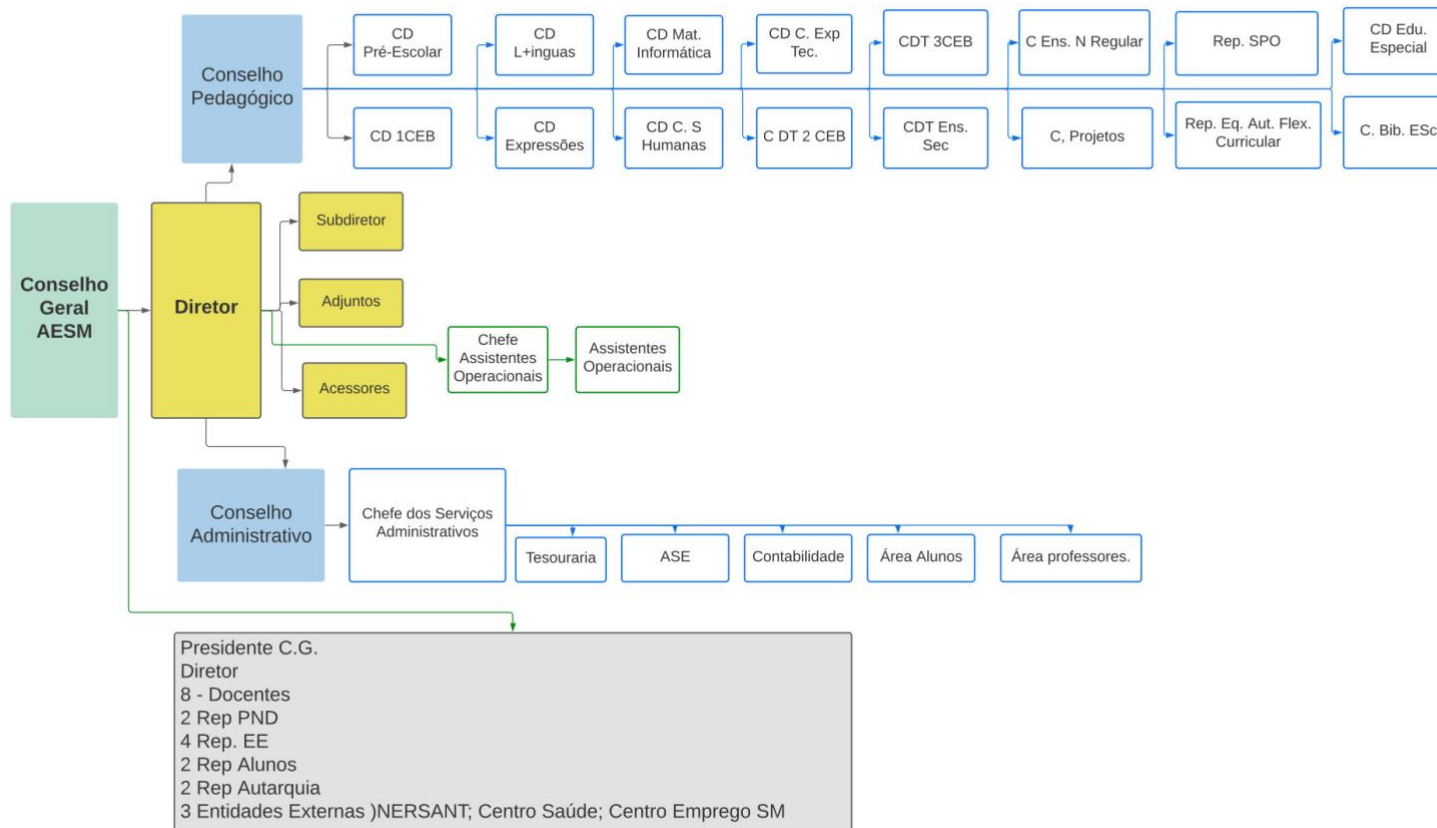 CD
Pré-Escolar
CD
L+inguas
CD Mat.
Informática
CD C. Exp
Tec.
CDT 3CEB
C Ens. N Regular
Rep. SPO
CD Edu.
Especial
Conselho
Pedagógico
CD 1CEB
CD
Expressões
CD C. S
Humanas
C DT 2 CEB
CDT Ens.
Sec
C, Projetos
Rep. Eq. Aut. Flex.
Curricular
C. Bib. ESc
Conselho
Geral
AESM
Diretor
Subdiretor
Adjuntos
Acessores
Chefe
Assistentes
Operacionais
Assistentes
Operacionais
Conselho
Administrativo
Chefe dos Serviços
Administrativos
Tesouraria
ASE
Contabilidade
Área Alunos
Área professores.
Presidente C.G.
Diretor
8 - Docentes
2 Rep PND
4 Rep. EE
2 Rep Alunos
2 Rep Autarquia
3 Entidades Externas )NERSANT; Centro Saúde; Centro Emprego SM